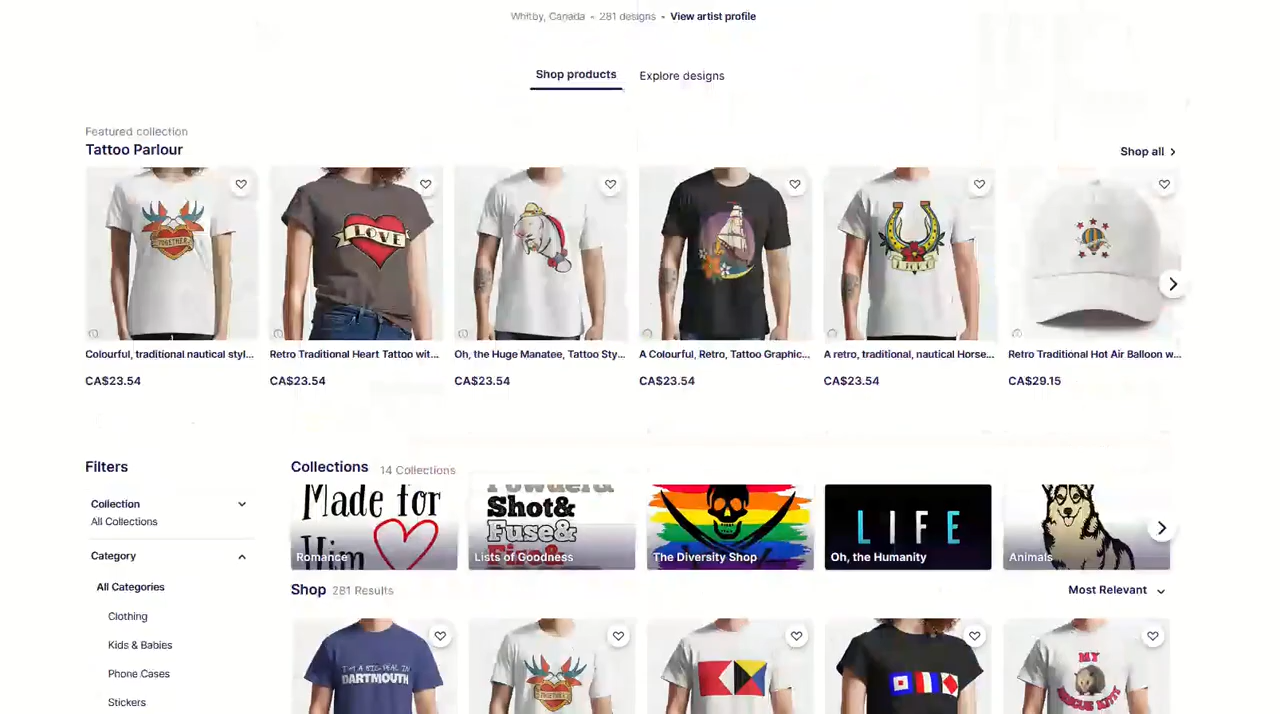 Whitby, Canada - 281 designs - View artist profile
Shop products
Explore designs
Featured collection
Tattoo Parlour
Shop all
TOGETHER
LOVE
Colourful, traditional nautical styl...
Retro Traditional Heart Tattoo wit...
Oh, the Huge Manatee, Tattoo Sty...
A Colourful, Retro, Tattoo Graphic...
A retro, traditional, nautical Horse...
Retro Traditional Hot Air Balloon w...
CA$23.54
CA$23.54
CA$23.54
CA$23.54
CA$23.54
CA$29.15
Filters
Collection
All Collections
Category
All Categories
Clothing
Kids & Babies
Phone Cases
Stickers
Collections
14 Collections
Made for
Him
Romance
Powder&
Shot&
Fuse&
Fire&
Lists of Goodness
The Diversity Shop
LIFE
Oh, the Humanity
Animals
Shop
281 Results
Most Relevant
I'M A BIG DEAL IN
DARTMOUTH
TOGETHER
MY
RESCUE KITTY